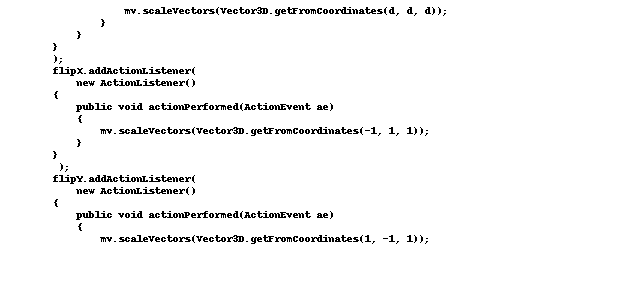 mv.scaleVectors(Vector3D.getFromCoordinates(d, d, d));
        }
    }
}
);
flipX.addActionListener(
    new ActionListener()
{
    public void actionPerformed(ActionEvent ae)
    {
        mv.scaleVectors(Vector3D.getFromCoordinates(-1, 1, 1));
    }
}
 );
flipY.addActionListener(
    new ActionListener()
{
    public void actionPerformed(ActionEvent ae)
    {
        mv.scaleVectors(Vector3D.getFromCoordinates(1, -1, 1));